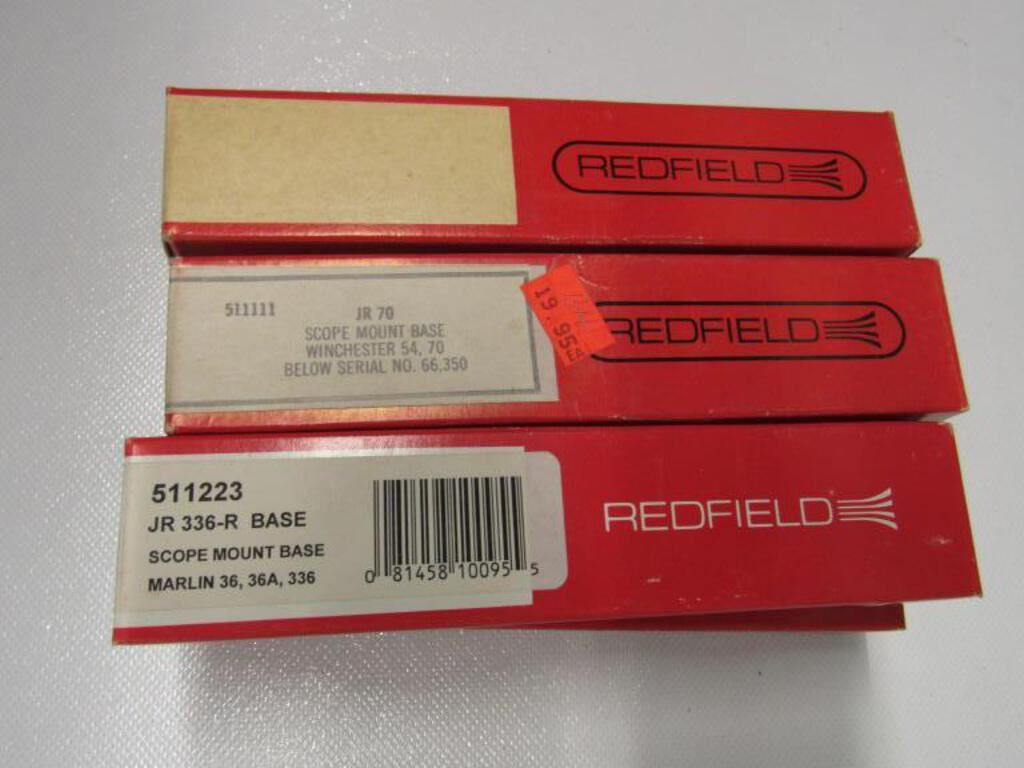 REDFIELD
511111
JR 70
SCOPE MOUNT BASE
WINCHESTER 54, 70
BELOW SERIAL NO. 66,350
19.95 EA
REDFIELD
511223
JR 336-R BASE
SCOPE MOUNT BASE
MARLIN 36, 36A, 336
0 81458 10095 5
REDFIELD